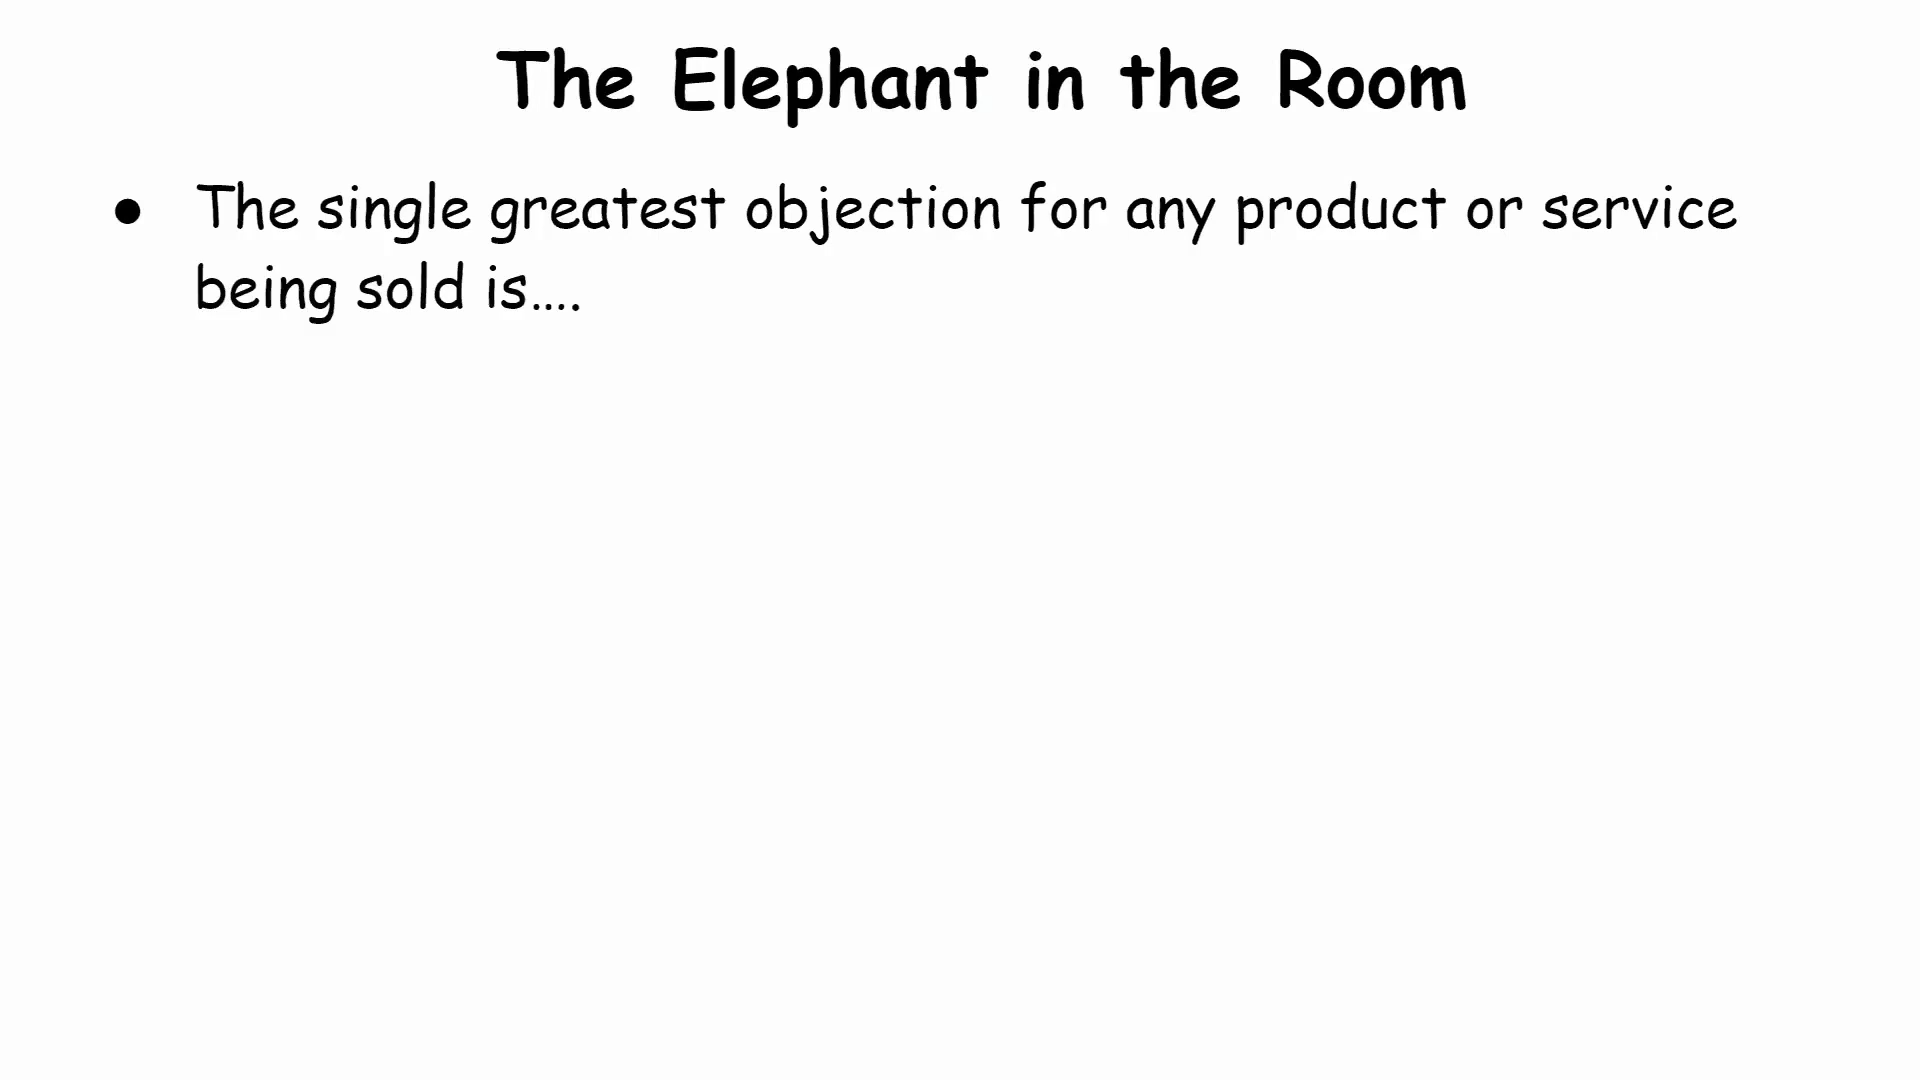 The Elephant in the Room
● The single greatest objection for any product or service
being sold is....